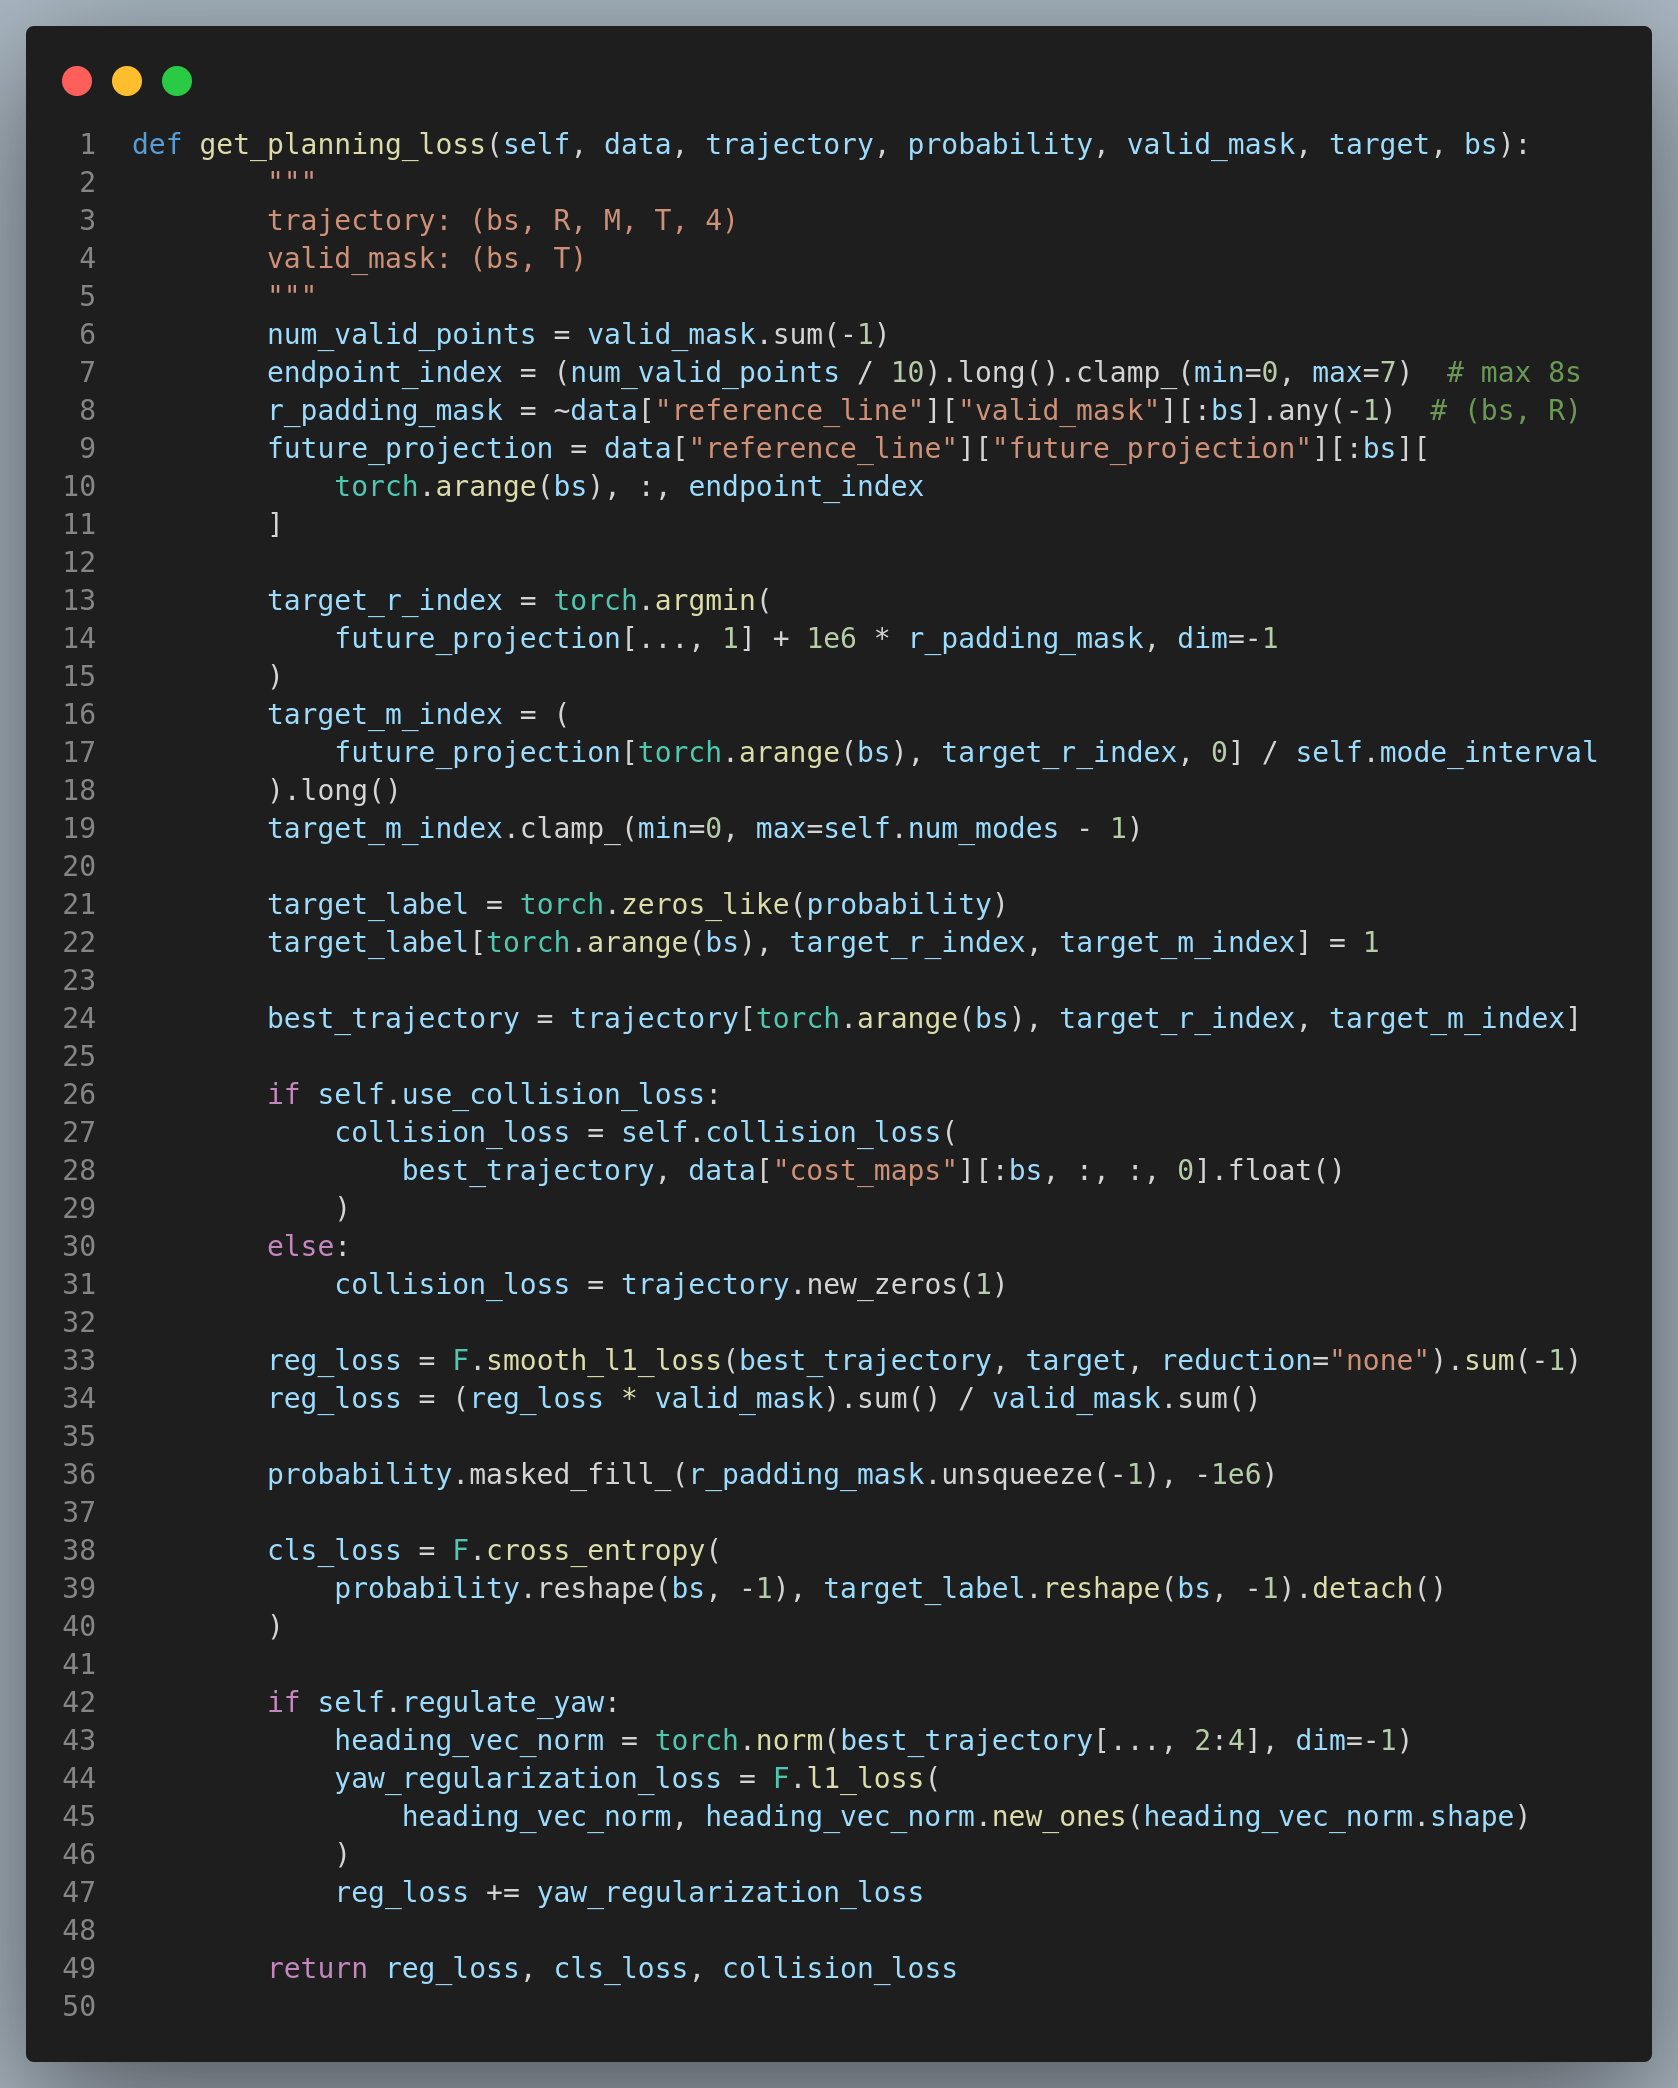 1 def get_planning_loss(self, data, trajectory, probability, valid_mask, target, bs):
2         """
3         trajectory: (bs, R, M, T, 4)
4         valid_mask: (bs, T)
5         """
6         num_valid_points = valid_mask.sum(-1)
7         endpoint_index = (num_valid_points / 10).long().clamp_(min=0, max=7)  # max 8s
8         r_padding_mask = ~data["reference_line"]["valid_mask"][:bs].any(-1)  # (bs, R)
9         future_projection = data["reference_line"]["future_projection"][:bs][
10             torch.arange(bs), :, endpoint_index
11         ]
12
13         target_r_index = torch.argmin(
14             future_projection[..., 1] + 1e6 * r_padding_mask, dim=-1
15         )
16         target_m_index = (
17             future_projection[torch.arange(bs), target_r_index, 0] / self.mode_interval
18         ).long()
19         target_m_index.clamp_(min=0, max=self.num_modes - 1)
20
21         target_label = torch.zeros_like(probability)
22         target_label[torch.arange(bs), target_r_index, target_m_index] = 1
23
24         best_trajectory = trajectory[torch.arange(bs), target_r_index, target_m_index]
25
26         if self.use_collision_loss:
27             collision_loss = self.collision_loss(
28                 best_trajectory, data["cost_maps"][:bs, :, :, 0].float()
29             )
30         else:
31             collision_loss = trajectory.new_zeros(1)
32
33         reg_loss = F.smooth_l1_loss(best_trajectory, target, reduction="none").sum(-1)
34         reg_loss = (reg_loss * valid_mask).sum() / valid_mask.sum()
35
36         probability.masked_fill_(r_padding_mask.unsqueeze(-1), -1e6)
37
38         cls_loss = F.cross_entropy(
39             probability.reshape(bs, -1), target_label.reshape(bs, -1).detach()
40         )
41
42         if self.regulate_yaw:
43             heading_vec_norm = torch.norm(best_trajectory[..., 2:4], dim=-1)
44             yaw_regularization_loss = F.l1_loss(
45                 heading_vec_norm, heading_vec_norm.new_ones(heading_vec_norm.shape)
46             )
47             reg_loss += yaw_regularization_loss
48
49         return reg_loss, cls_loss, collision_loss
50